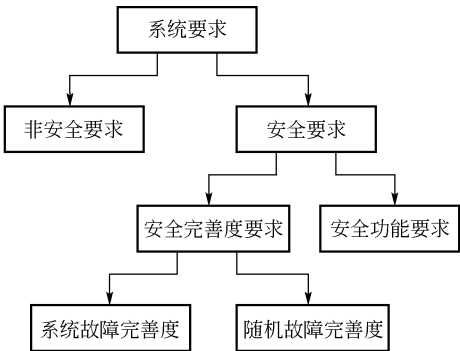 系统要求
非安全要求
安全要求
安全完善度要求
安全功能要求
系统故障完善度
随机故障完善度